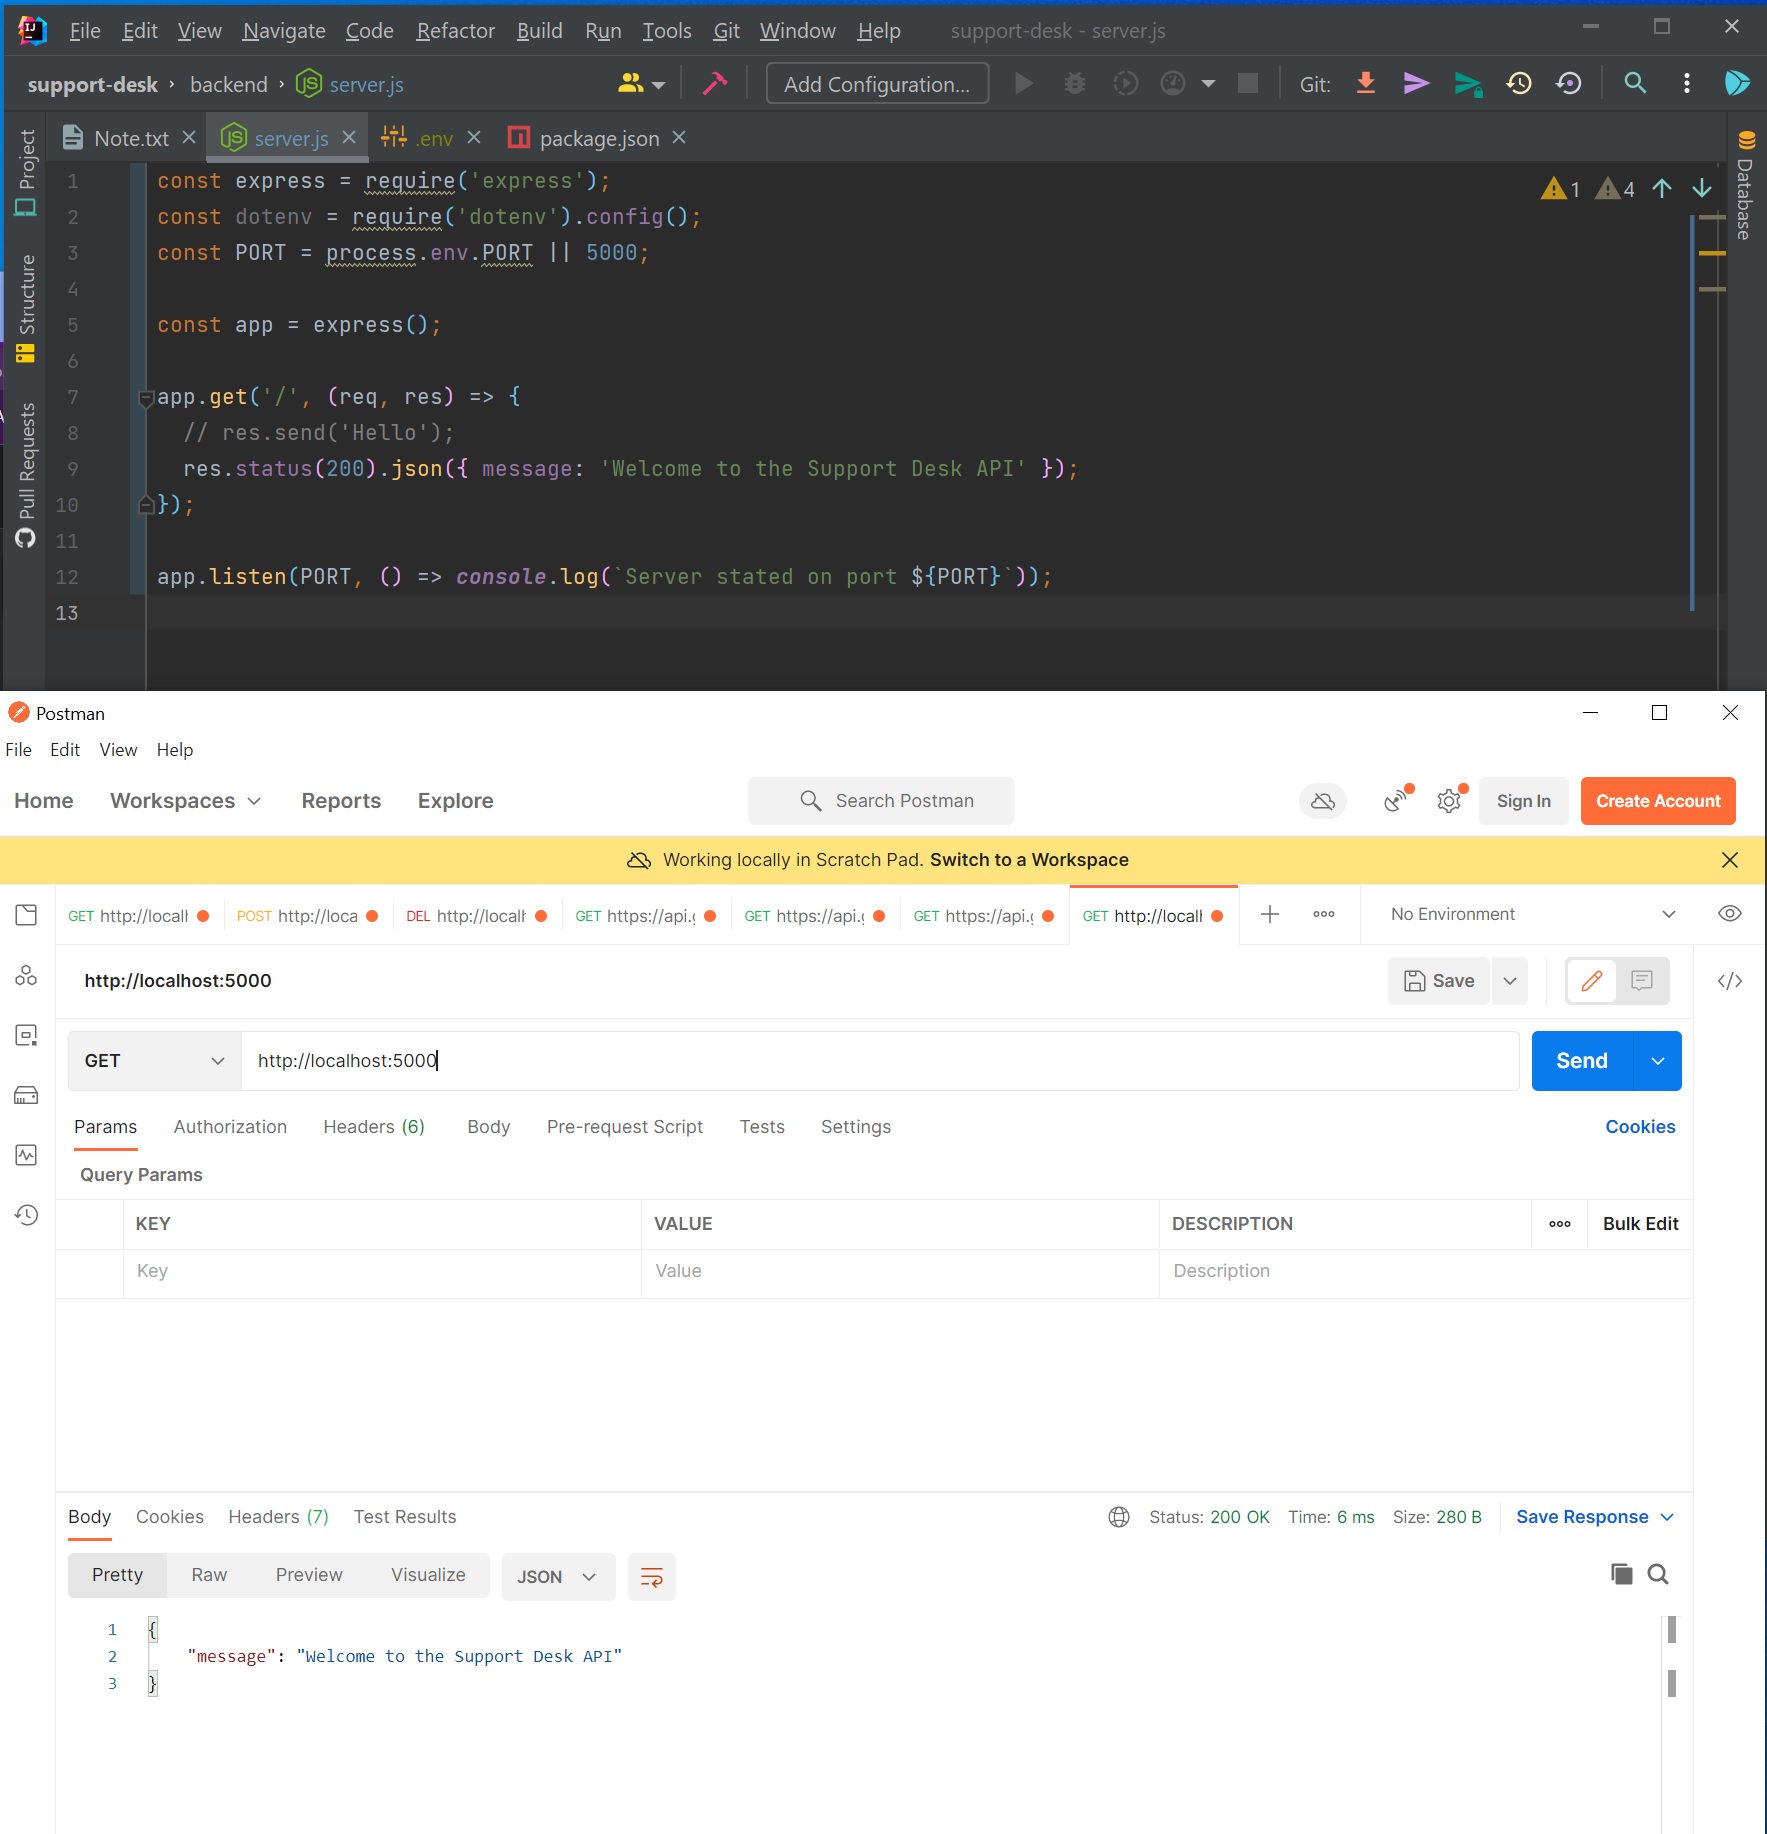 File Edit View Navigate Code Refactor Build Run Tools Git Window Help support-desk - server.js
support-desk › backend › server.js Add Configuration... Git:
Note.txt server.js .env package.json
Project
Structure
Pull Requests
Database
1 4
1 const express = require('express');
2 const dotenv = require('dotenv').config();
3 const PORT = process.env.PORT || 5000;
4
5 const app = express();
6
7 app.get('/', (req, res) => {
8 // res.send('Hello');
9 res.status(200).json({ message: 'Welcome to the Support Desk API' });
10 });
11
12 app.listen(PORT, () => console.log(`Server stated on port ${PORT}`));
13
Postman
File Edit View Help
Home Workspaces Reports Explore Search Postman Sign In Create Account
Working locally in Scratch Pad. Switch to a Workspace
GET http://localh POST http://loca DEL http://localh GET https://api.g GET https://api.g GET https://api.g GET http://localh No Environment
http://localhost:5000 Save
GET http://localhost:5000 Send
Params Authorization Headers (6) Body Pre-request Script Tests Settings Cookies
Query Params
KEY VALUE DESCRIPTION Bulk Edit
Key Value Description
Body Cookies Headers (7) Test Results Status: 200 OK Time: 6 ms Size: 280 B Save Response
Pretty Raw Preview Visualize JSON
1 {
2 "message": "Welcome to the Support Desk API"
3 }